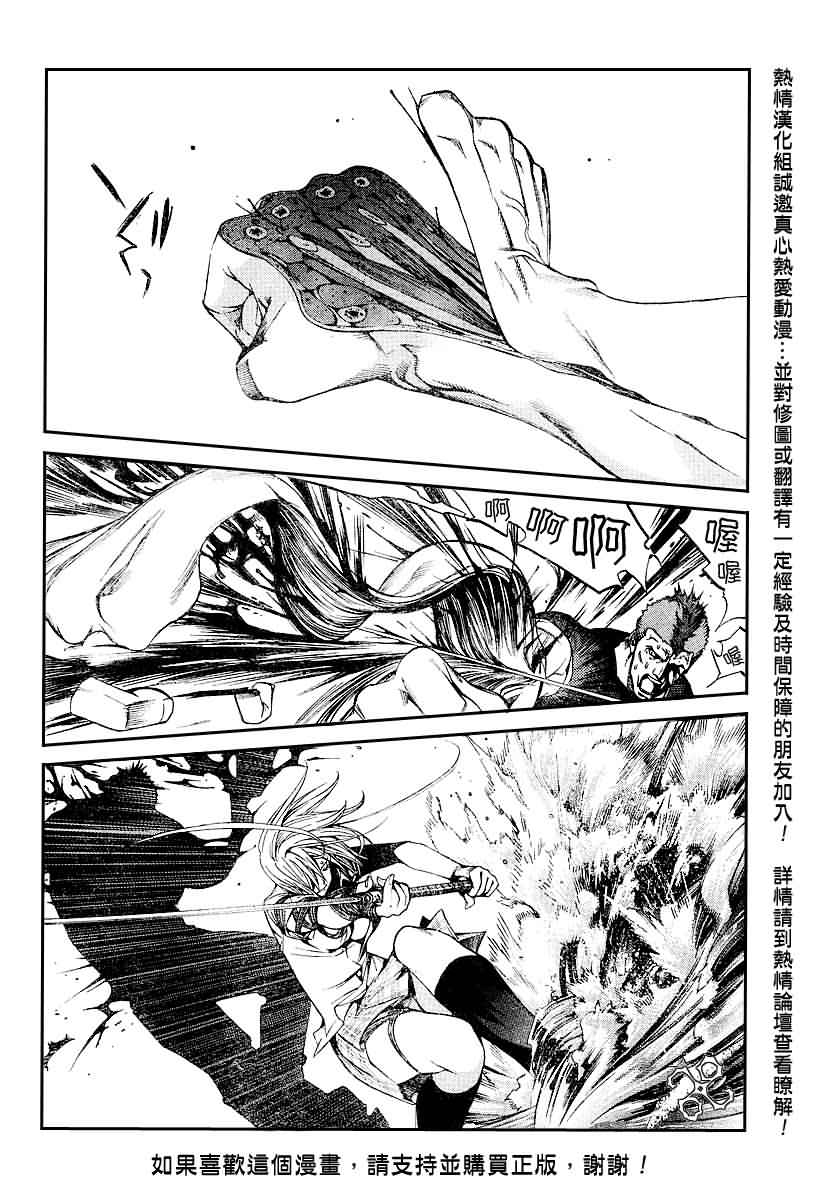 熱情漢化組誠邀真心熱愛動漫…並對修圖或翻譯有一定經驗及時間保障的朋友加入！ 詳情請到熱情論壇查看瞭解！
喔
喔
喔
啊
啊
啊
如果喜歡這個漫畫，請支持並購買正版，謝謝！